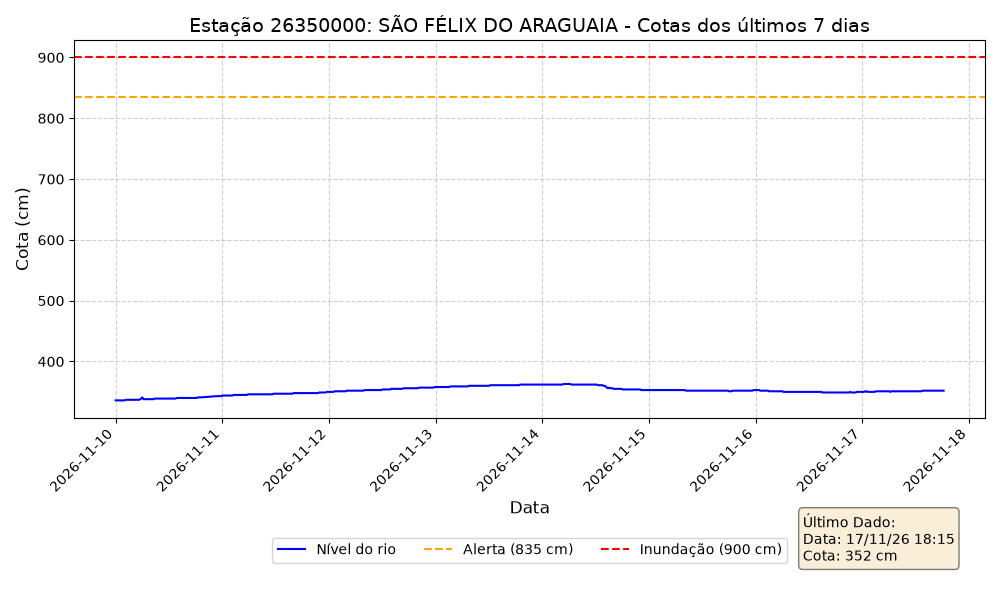 Estação 26350000: SÃO FÉLIX DO ARAGUAIA - Cotas dos últimos 7 dias
Cota (cm)
900
800
700
600
500
400
2026-11-10
2026-11-11
2026-11-12
2026-11-13
2026-11-14
2026-11-15
2026-11-16
2026-11-17
2026-11-18
Data
Nível do rio
Alerta (835 cm)
Inundação (900 cm)
Último Dado:
Data: 17/11/26 18:15
Cota: 352 cm